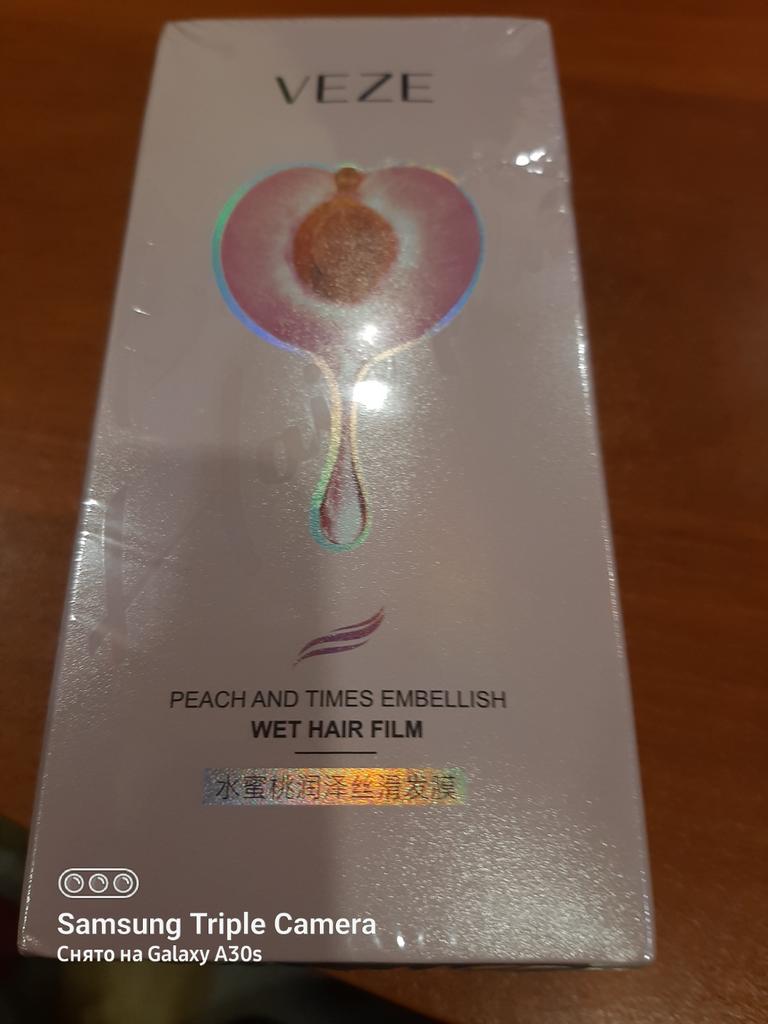 VEZE
PEACH AND TIMES EMBELLISH
WET HAIR FILM
水蜜桃润泽丝滑发膜
Samsung Triple Camera
Снято на Galaxy A30s